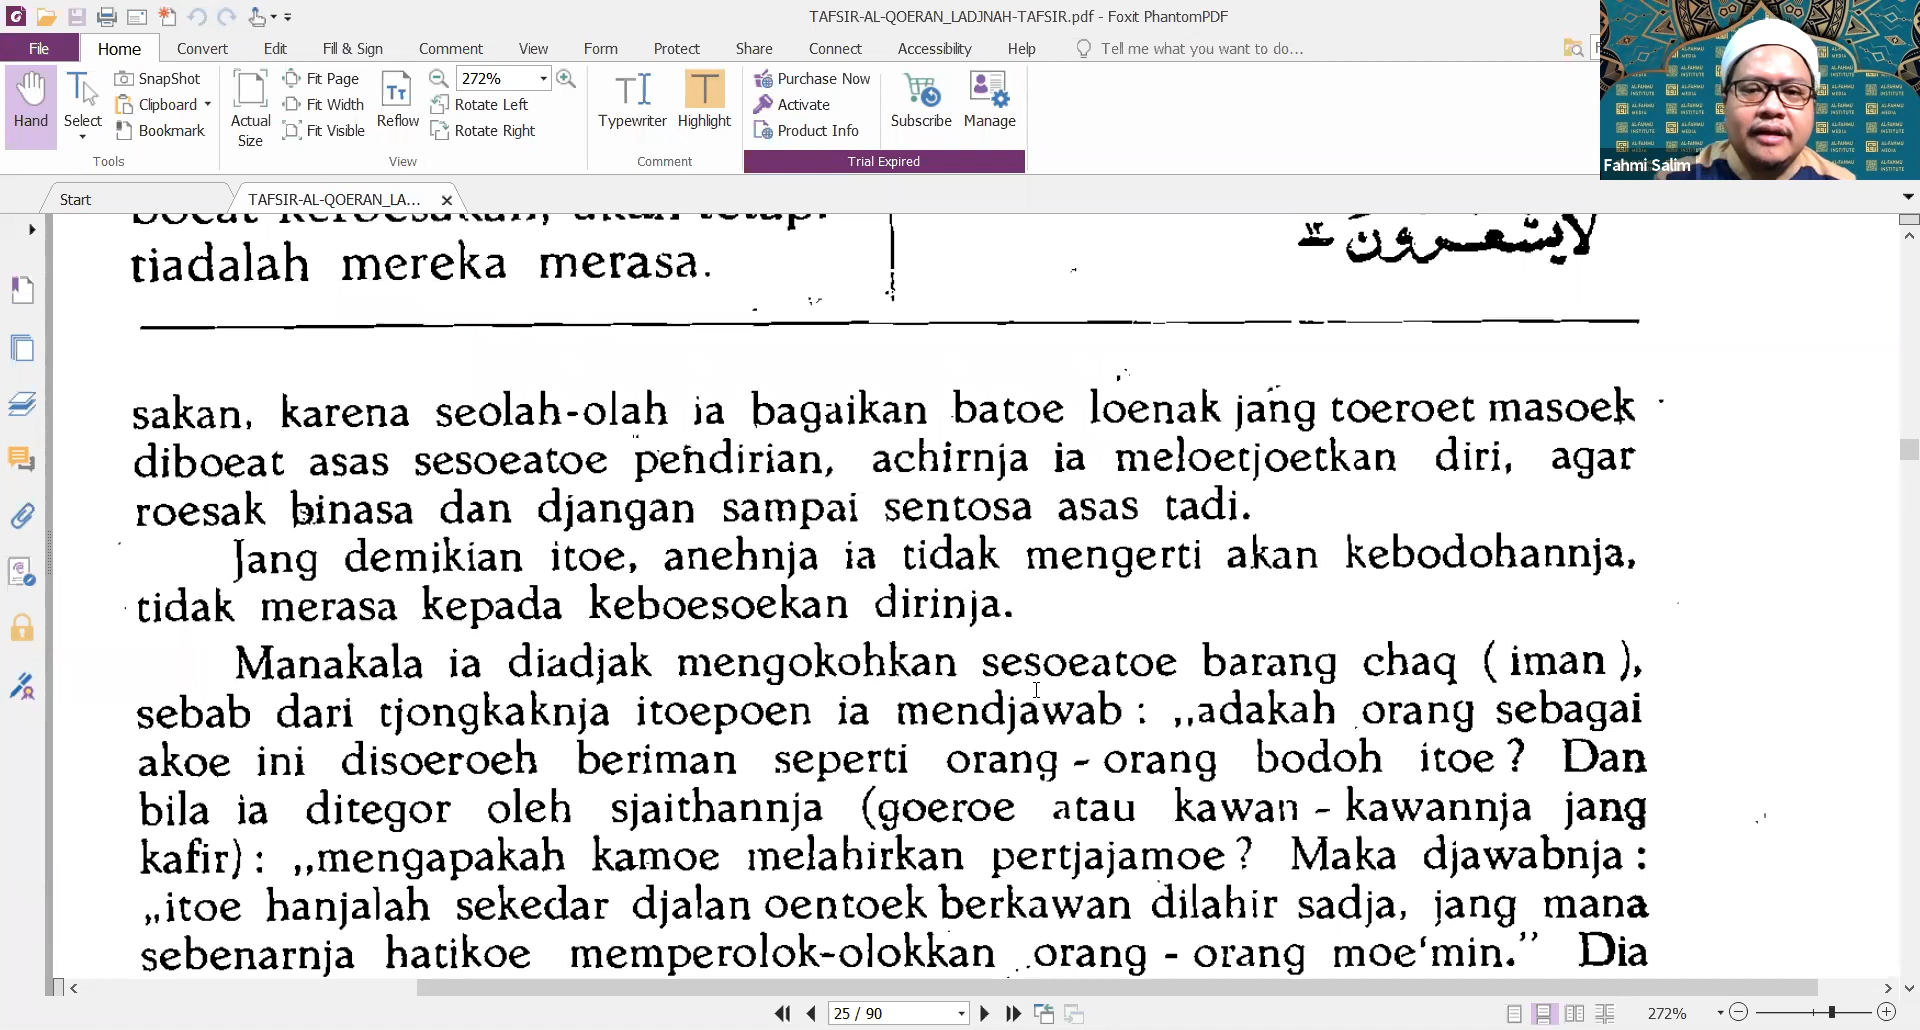 TAFSIR-AL-QOERAN_LADJNAH-TAFSIR.pdf - Foxit PhantomPDF
File Home Convert Edit Fill & Sign Comment View Form Protect Share Connect Accessibility Help Tell me what you want to do...
Hand
Select
SnapShot
Clipboard
Bookmark
Tools
Actual Size
Fit Page
Fit Width
Fit Visible
Reflow
272%
Rotate Left
Rotate Right
View
Typewriter
Highlight
Comment
Purchase Now
Activate
Product Info
Trial Expired
Subscribe
Manage
Fahmi Salim
Start
TAFSIR-AL-QOERAN_LA...
tiadalah mereka merasa.
لايشعرون ١٢
sakan, karena seolah-olah ia bagaikan batoe loenak jang toeroet masoek
diboeat asas sesoeatoe pendirian, achirnja ia meloetjoetkan diri, agar
roesak binasa dan djangan sampai sentosa asas tadi.
Jang demikian itoe, anehnja ia tidak mengerti akan kebodohannja,
tidak merasa kepada keboesoekan dirinja.
Manakala ia diadjak mengokohkan sesoeatoe barang chaq (iman),
sebab dari tjongkaknja itoepoen ia mendjawab: „adakah orang sebagai
akoe ini disoeroeh beriman seperti orang-orang bodoh itoe? Dan
bila ia ditegor oleh sjaithannja (goeroe atau kawan-kawannja jang
kafir): „mengapakah kamoe melahirkan pertjajamoe? Maka djawabnja:
„itoe hanjalah sekedar djalan oentoek berkawan dilahir sadja, jang mana
sebenarnja hatikoe memperolok-olokkan orang-orang moe‘min.” Dia
25 / 90
272%